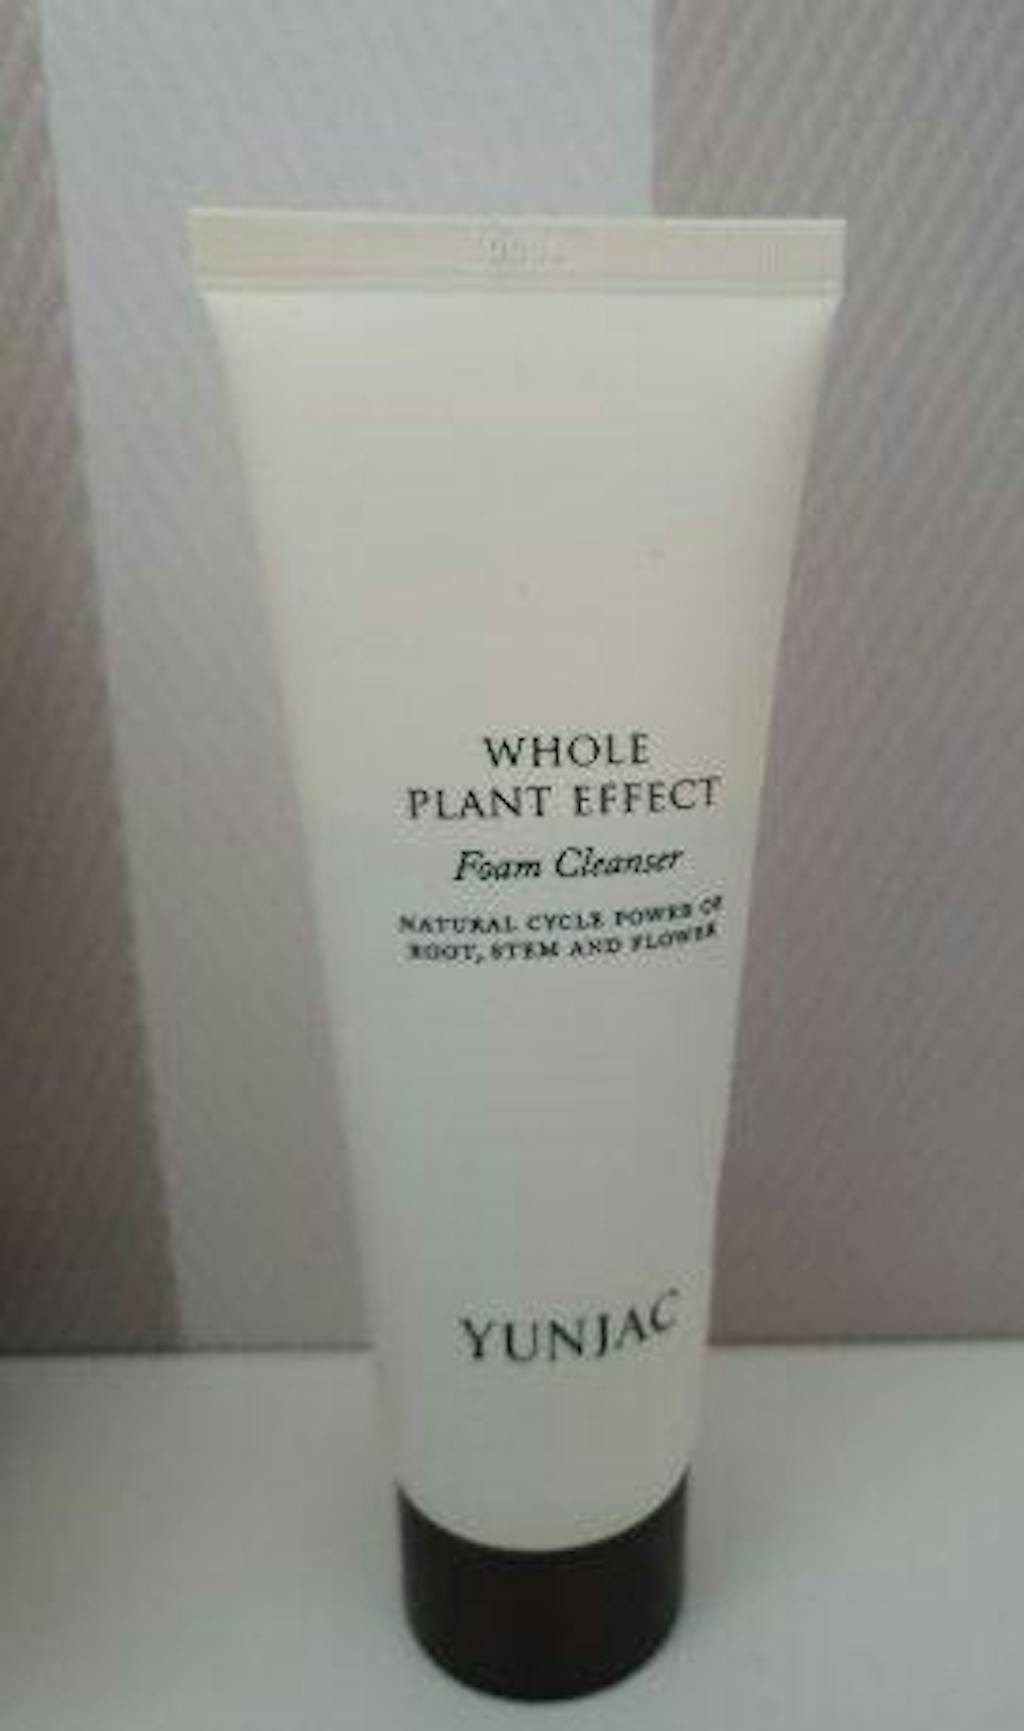 WHOLE
PLANT EFFECT
Foam Cleanser
NATURAL CYCLE POWER OF
ROOT, STEM AND FLOWER
YUNJAC